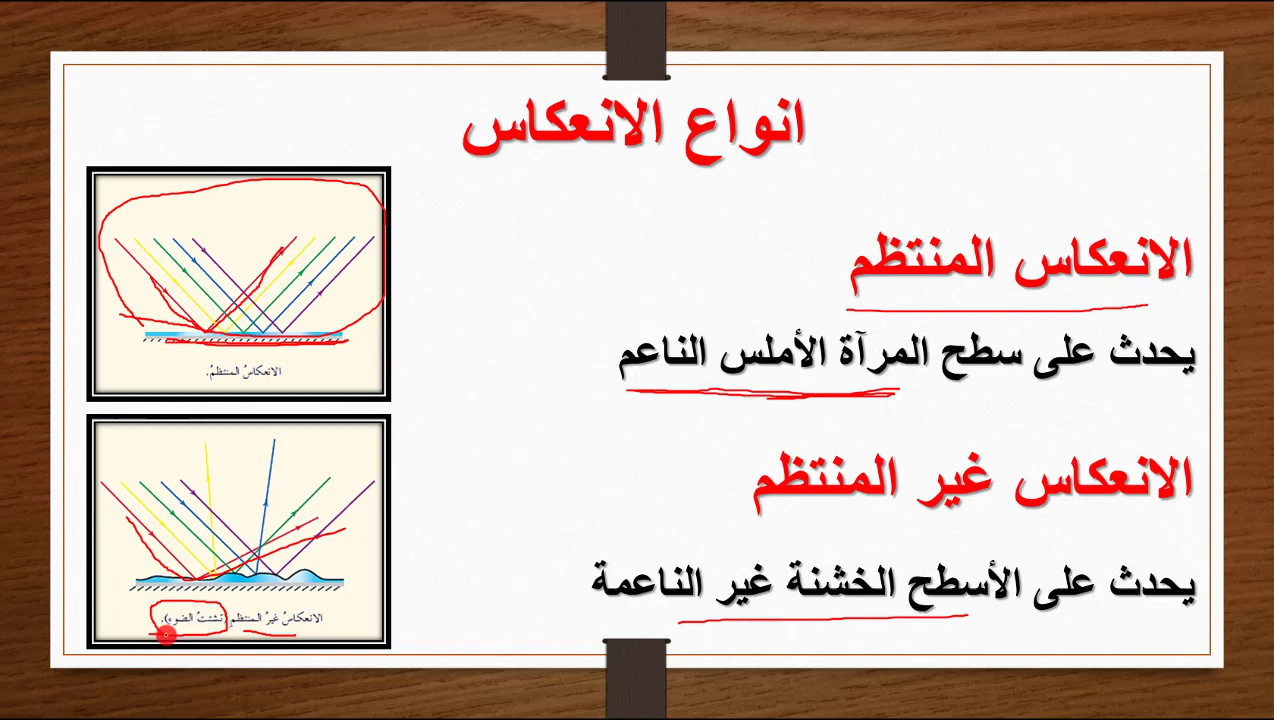 انواع الانعكاس
الانعكاس المنتظم
يحدث على سطح المرآة الأملس الناعم
الانعكاسُ المنتظمُ.
الانعكاس غير المنتظم
يحدث على الأسطح الخشنة غير الناعمة
الانعكاسُ غيرُ المنتظمِ (تشتتُ الضوءِ).